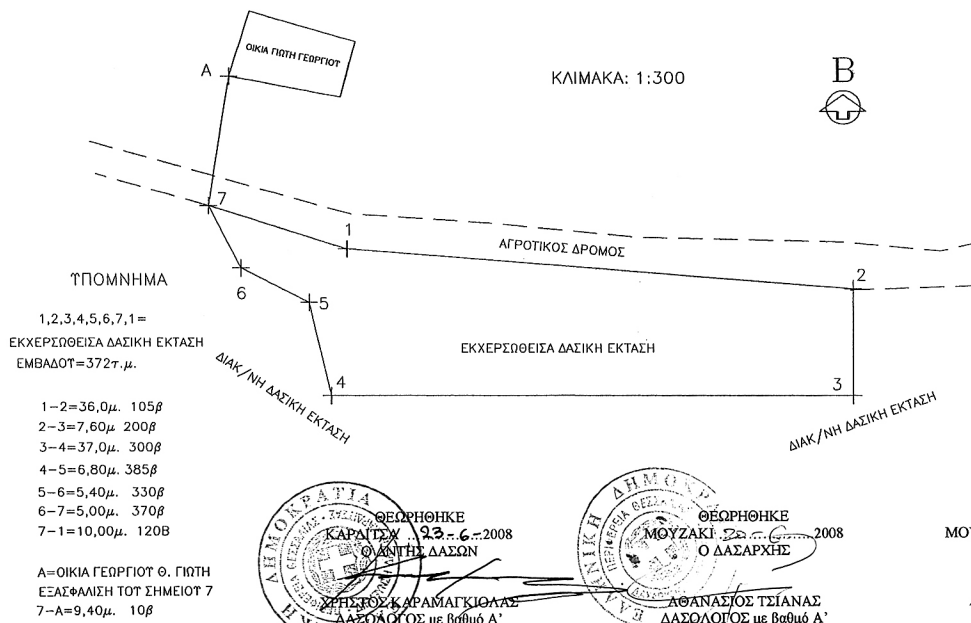 ΟΙΚΙΑ ΓΙΩΤΗ ΓΕΩΡΓΙΟΥ
Α
ΚΛΙΜΑΚΑ: 1:300
Β
7
1
ΑΓΡΟΤΙΚΟΣ ΔΡΟΜΟΣ
2
6
5
ΕΚΧΕΡΣΩΘΕΙΣΑ ΔΑΣΙΚΗ ΕΚΤΑΣΗ
4
3
ΔΙΑΚ/ΝΗ ΔΑΣΙΚΗ ΕΚΤΑΣΗ
ΔΙΑΚ/ΝΗ ΔΑΣΙΚΗ ΕΚΤΑΣΗ
ϒΠΟΜΝΗΜΑ
1,2,3,4,5,6,7,1=
ΕΚΧΕΡΣΩΘΕΙΣΑ ΔΑΣΙΚΗ ΕΚΤΑΣΗ
ΕΜΒΑΔΟϒ=372τ.μ.
1-2=36,0μ. 105β
2-3=7,60μ 200β
3-4=37,0μ. 300β
4-5=6,80μ. 385β
5-6=5,40μ. 330β
6-7=5,00μ. 370β
7-1=10,00μ. 120Β
Α=ΟΙΚΙΑ ΓΕΩΡΓΙΟϒ Θ. ΓΙΩΤΗ
ΕΞΑΣΦΑΛΙΣΗ ΤΟϒ ΣΗΜΕΙΟϒ 7
7-Α=9,40μ. 10β
ΘΕΩΡΗΘΗΚΕ
ΚΑΡΔΙΤΣΑ ..23-6-2008
Ο ΔΝΤΗΣ ΔΑΣΩΝ
ΧΡΗΣΤΟΣ ΚΑΡΑΜΑΓΚΙΟΛΑΣ
ΔΑΣΟΛΟΓΟΣ με βαθμό Α'
ΘΕΩΡΗΘΗΚΕ
ΜΟΥΖΑΚΙ 2008
Ο ΔΑΣΑΡΧΗΣ
ΑΘΑΝΑΣΙΟΣ ΤΣΙΑΝΑΣ
ΔΑΣΟΛΟΓΟΣ με βαθμό Α'
ΔΗΜΟΚΡΑΤΙΑ
ΕΛΛΗΝΙΚΗ ΔΗΜΟΚΡ
ΜΟΥ